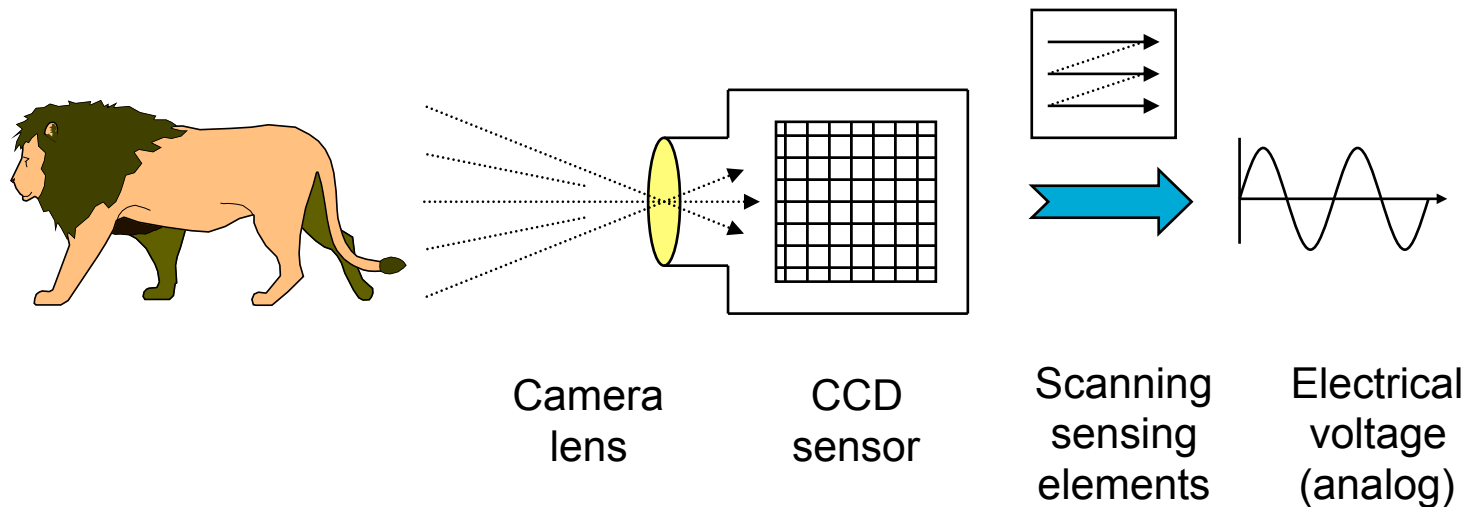 Camera
lens
CCD
sensor
Scanning
sensing
elements
Electrical
voltage
(analog)